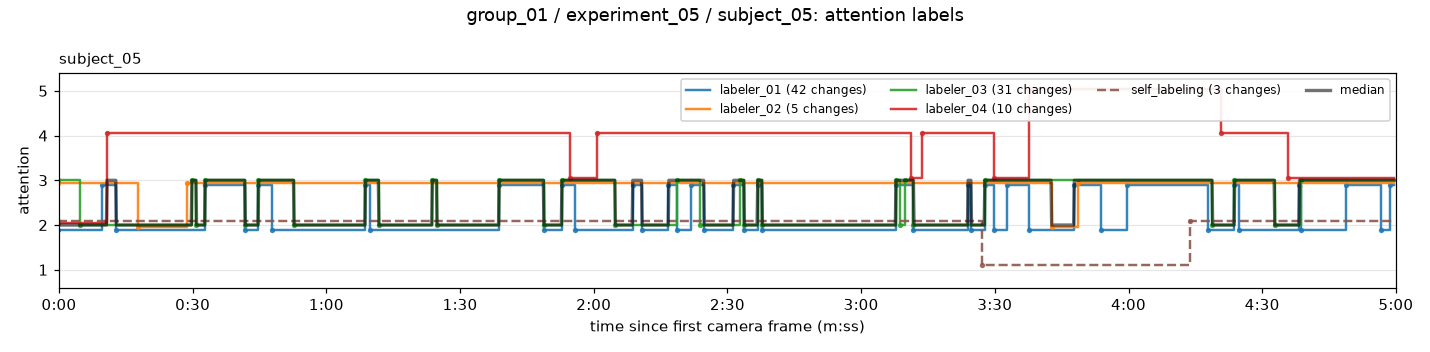 group_01 / experiment_05 / subject_05: attention labels
subject_05
labeler_01 (42 changes)
labeler_03 (31 changes)
self_labeling (3 changes)
median
labeler_02 (5 changes)
labeler_04 (10 changes)
attention
5
4
3
2
1
0:00
0:30
1:00
1:30
2:00
2:30
3:00
3:30
4:00
4:30
5:00
time since first camera frame (m:ss)